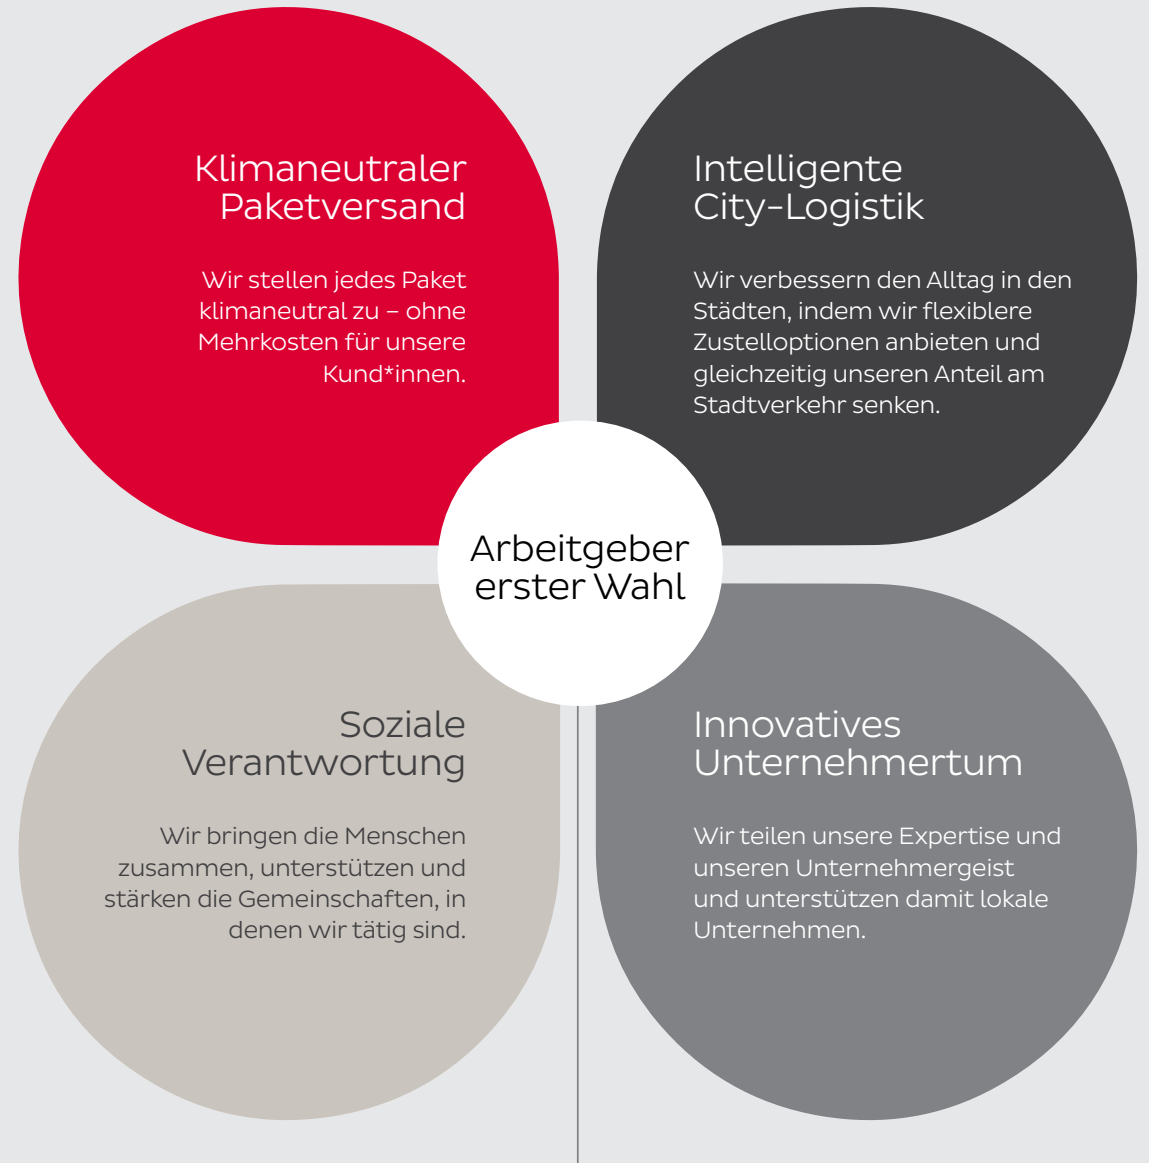 Klimaneutraler
Paketversand
Wir stellen jedes Paket
klimaneutral zu – ohne
Mehrkosten für unsere
Kund*innen.
Intelligente
City-Logistik
Wir verbessern den Alltag in den
Städten, indem wir flexiblere
Zustelloptionen anbieten und
gleichzeitig unseren Anteil am
Stadtverkehr senken.
Arbeitgeber
erster Wahl
Soziale
Verantwortung
Wir bringen die Menschen
zusammen, unterstützen und
stärken die Gemeinschaften, in
denen wir tätig sind.
Innovatives
Unternehmertum
Wir teilen unsere Expertise und
unseren Unternehmergeist
und unterstützen damit lokale
Unternehmen.